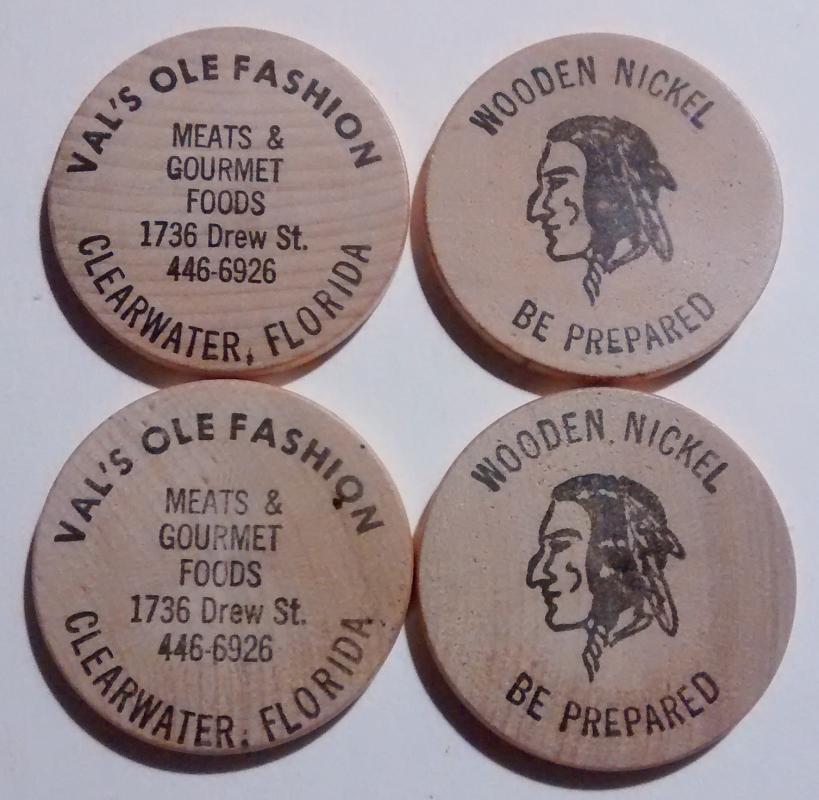 VAL'S OLE FASHION
MEATS &
GOURMET
FOODS
1736 Drew St.
446-6926
CLEARWATER, FLORIDA
WOODEN NICKEL
BE PREPARED
VAL'S OLE FASHION
MEATS &
GOURMET
FOODS
1736 Drew St.
446-6926
CLEARWATER, FLORIDA
WOODEN NICKEL
BE PREPARED